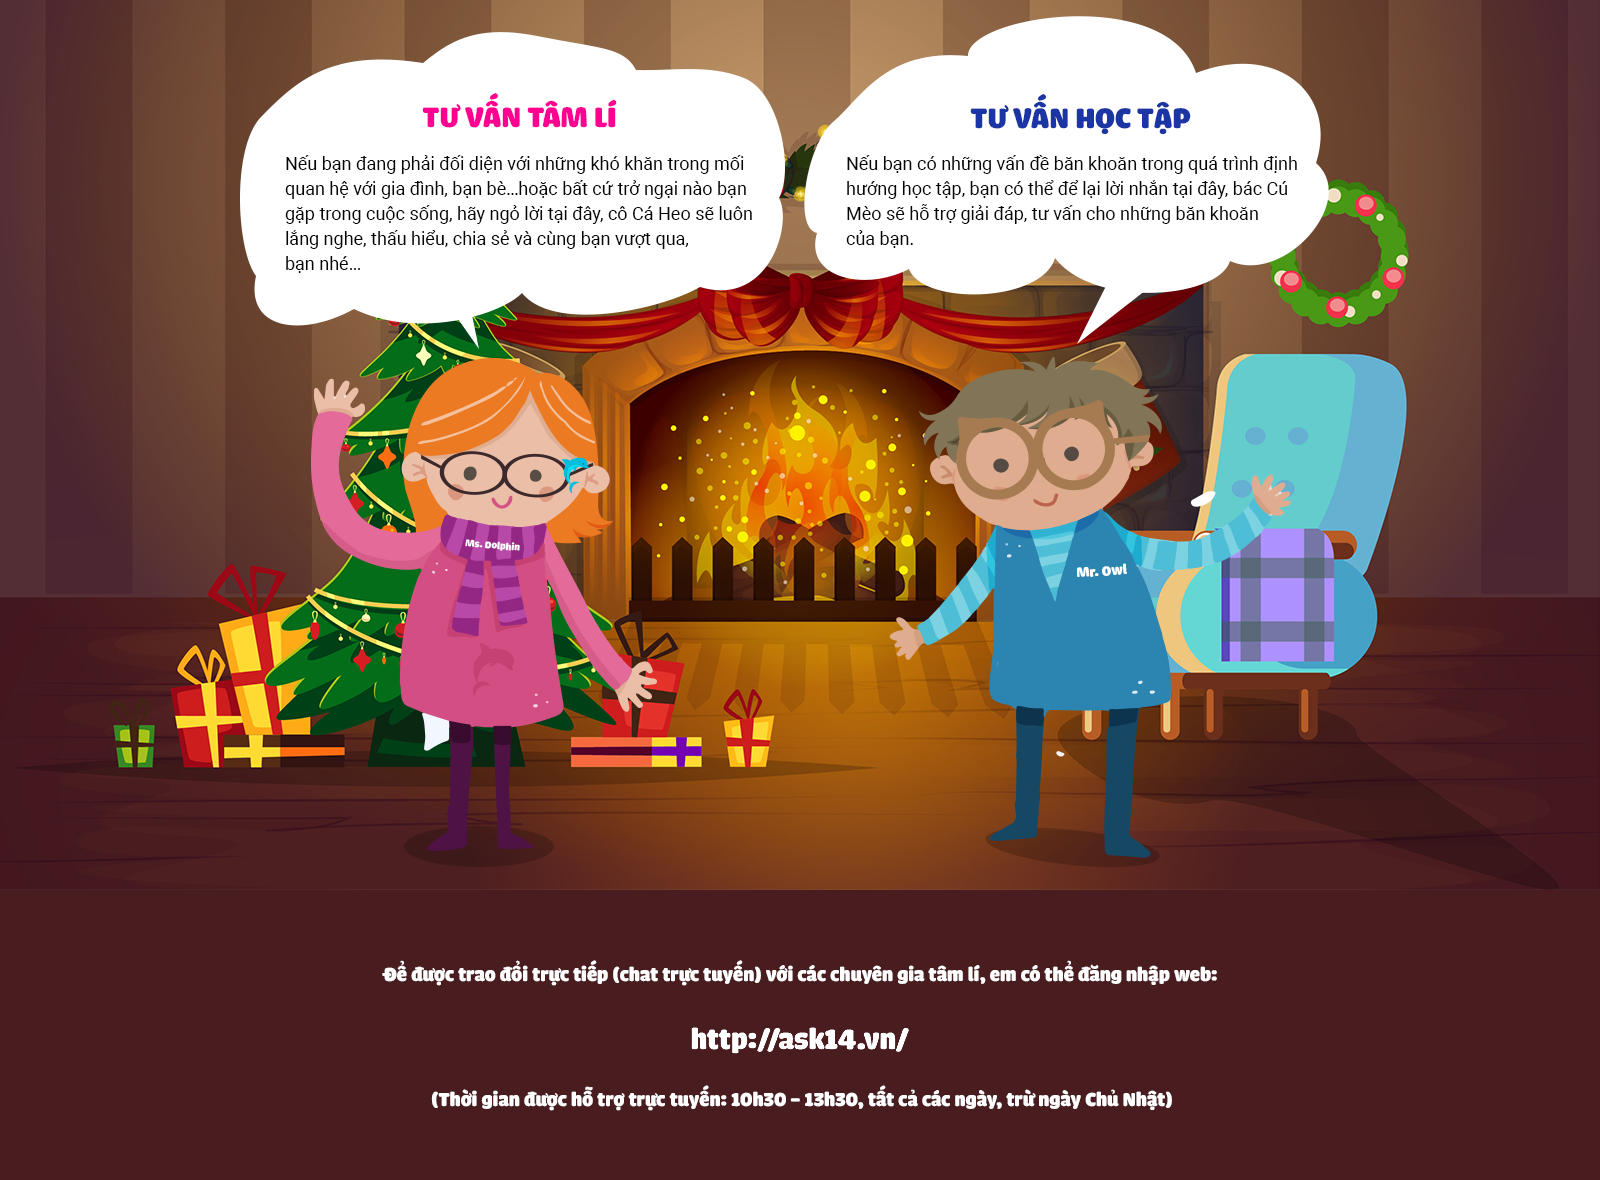 TƯ VẤN TÂM LÍ
Nếu bạn đang phải đối diện với những khó khăn trong mối
quan hệ với gia đình, bạn bè...hoặc bất cứ trở ngại nào bạn
gặp trong cuộc sống, hãy ngỏ lời tại đây, cô Cá Heo sẽ luôn
lắng nghe, thấu hiểu, chia sẻ và cùng bạn vượt qua,
bạn nhé...
TƯ VẤN HỌC TẬP
Nếu bạn có những vấn đề băn khoăn trong quá trình định
hướng học tập, bạn có thể để lại lời nhắn tại đây, bác Cú
Mèo sẽ hỗ trợ giải đáp, tư vấn cho những băn khoăn
của bạn.
Ms. Dolphin
Mr. Owl
Để được trao đổi trực tiếp (chat trực tuyến) với các chuyên gia tâm lí, em có thể đăng nhập web:
http://ask14.vn/
(Thời gian được hỗ trợ trực tuyến: 10h30 – 13h30, tất cả các ngày, trừ ngày Chủ Nhật)